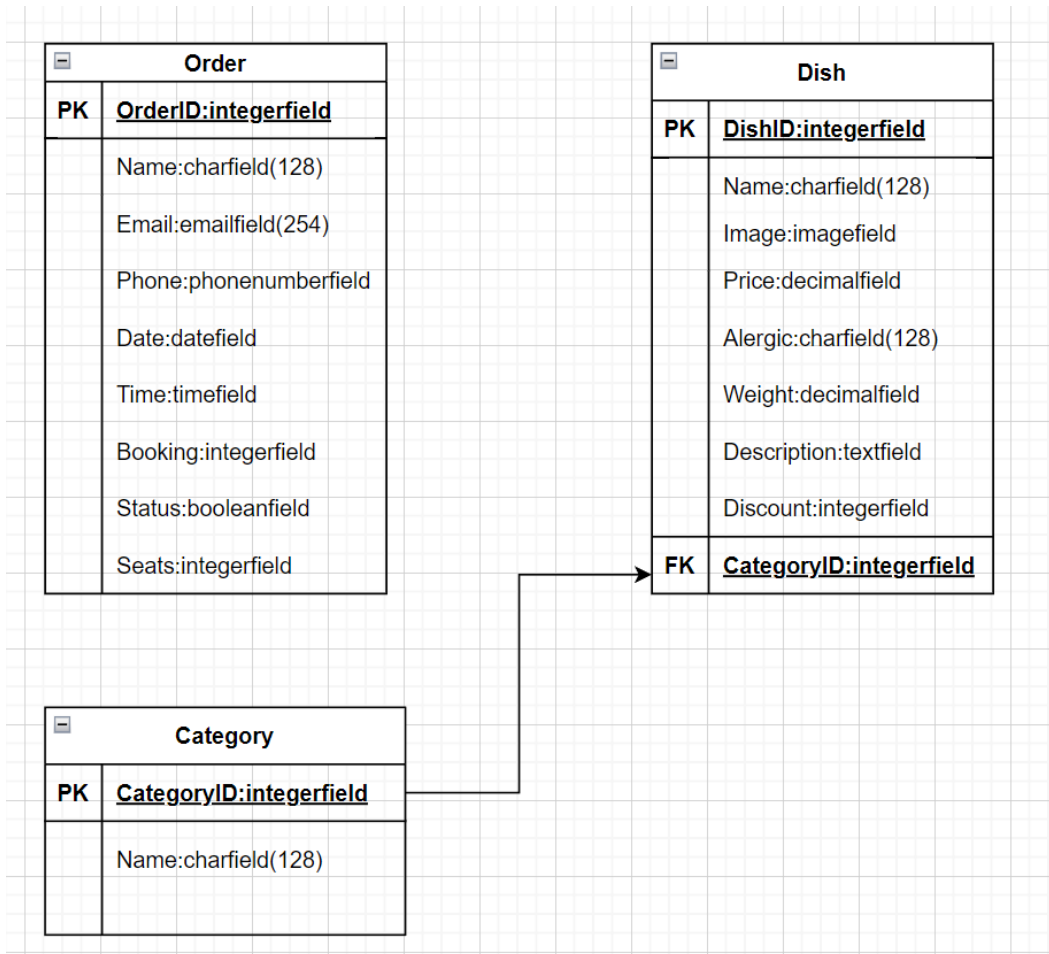 Order
PK OrderID:integerfield
Name:charfield(128)
Email:emailfield(254)
Phone:phonenumberfield
Date:datefield
Time:timefield
Booking:integerfield
Status:booleanfield
Seats:integerfield
Dish
PK DishID:integerfield
Name:charfield(128)
Image:imagefield
Price:decimalfield
Alergic:charfield(128)
Weight:decimalfield
Description:textfield
Discount:integerfield
FK CategoryID:integerfield
Category
PK CategoryID:integerfield
Name:charfield(128)